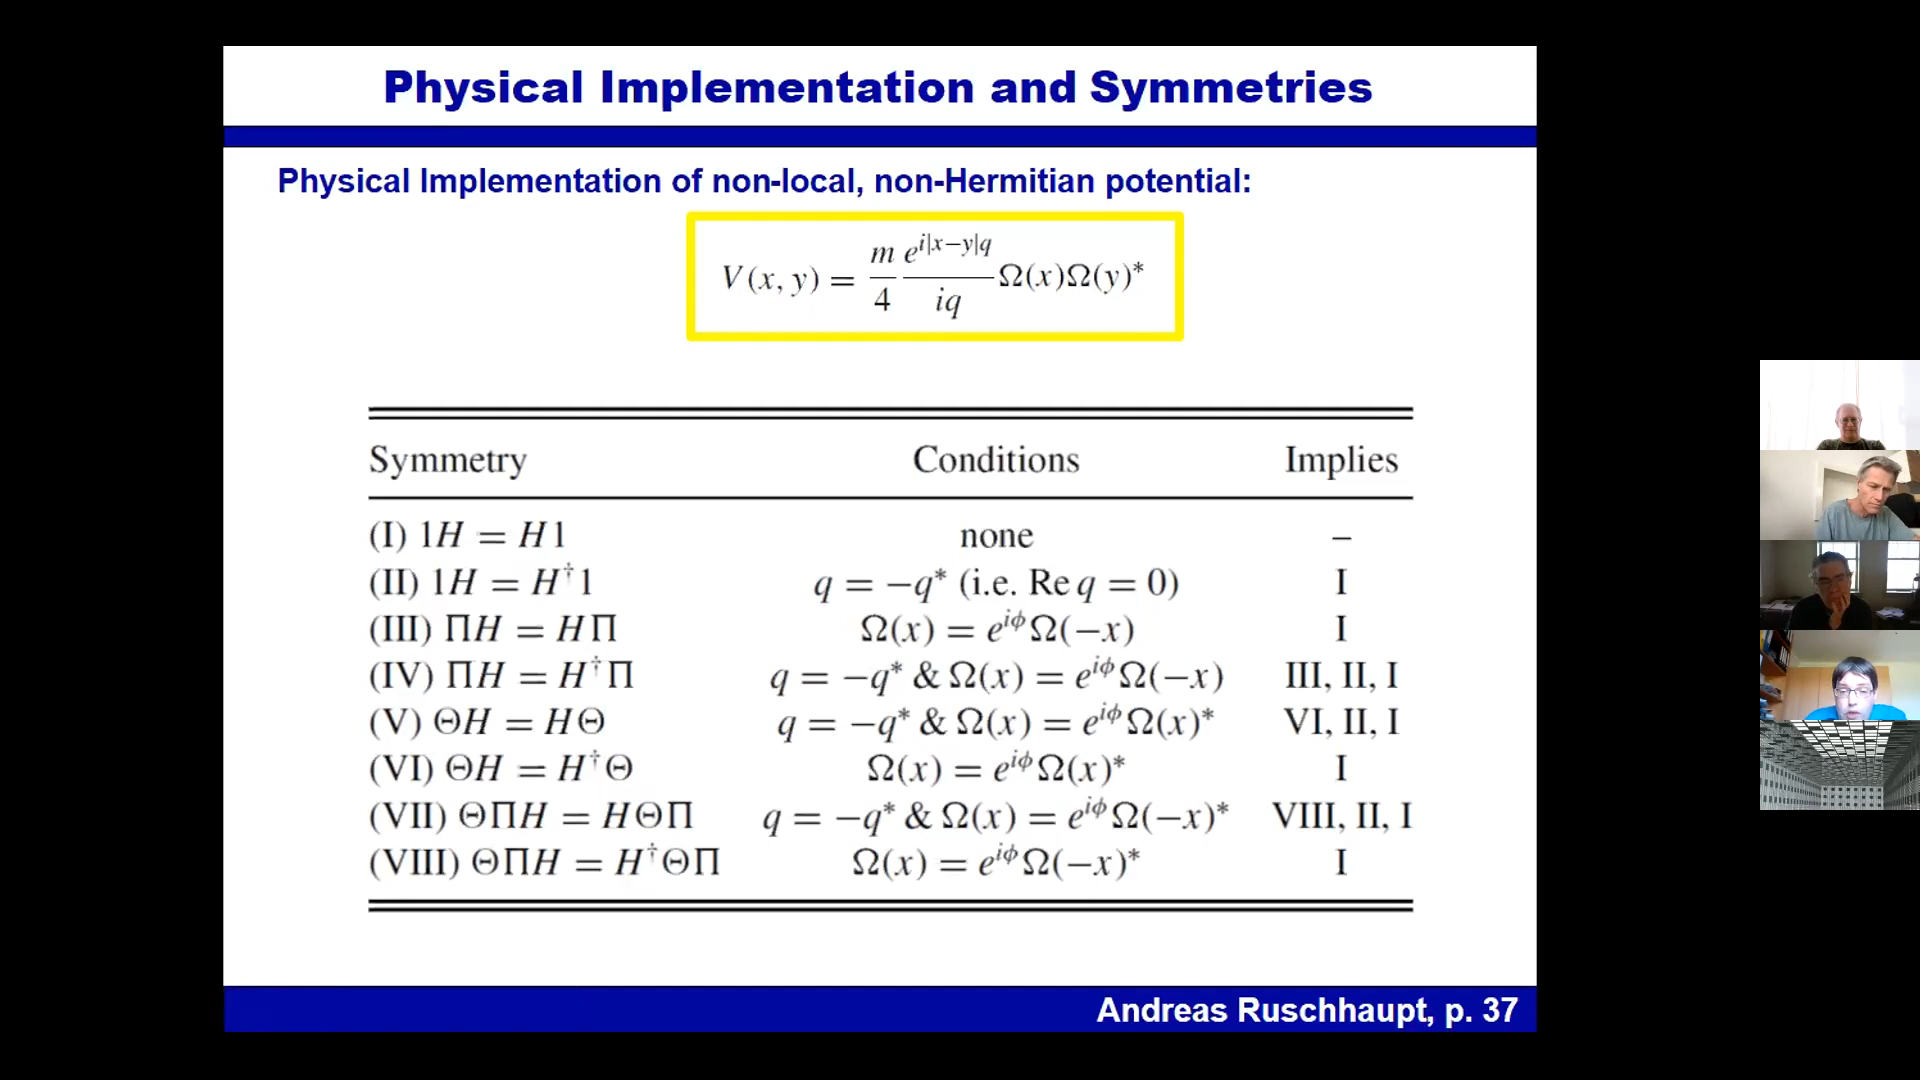 Physical Implementation and Symmetries
Physical Implementation of non-local, non-Hermitian potential:
V(x, y) = m/4 e^{i|x−y|q}/iq Ω(x)Ω(y)*
Symmetry Conditions Implies
(I) 1H = H1 none –
(II) 1H = H†1 q = −q* (i.e. Re q = 0) I
(III) ΠH = HΠ Ω(x) = e^{iϕ}Ω(−x) I
(IV) ΠH = H†Π q = −q* & Ω(x) = e^{iϕ}Ω(−x) III, II, I
(V) ΘH = HΘ q = −q* & Ω(x) = e^{iϕ}Ω(x)* VI, II, I
(VI) ΘH = H†Θ Ω(x) = e^{iϕ}Ω(x)* I
(VII) ΘΠH = HΘΠ q = −q* & Ω(x) = e^{iϕ}Ω(−x)* VIII, II, I
(VIII) ΘΠH = H†ΘΠ Ω(x) = e^{iϕ}Ω(−x)* I
Andreas Ruschhaupt, p. 37